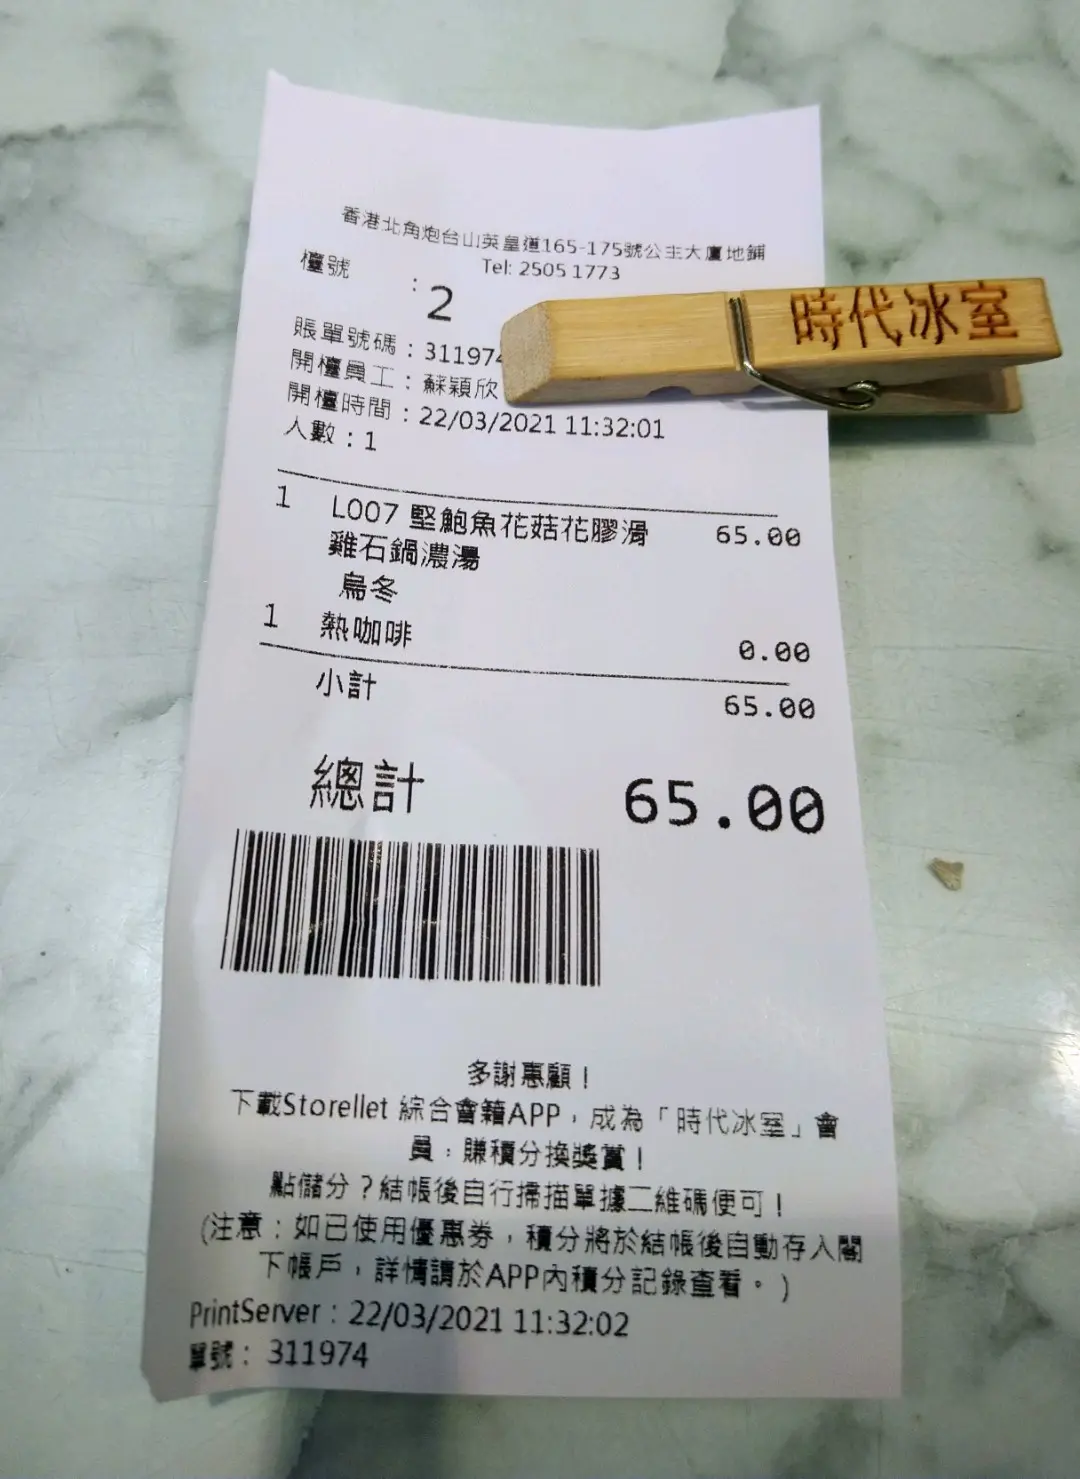 香港北角炮台山英皇道165-175號公主大廈地鋪
Tel: 2505 1773
檯號 : 2
時代冰室
賬單號碼 : 311974
開檯員工 : 蘇穎欣
開檯時間 : 22/03/2021 11:32:01
人數 : 1
1 L007 堅鮑魚花菇花膠滑 65.00
雞石鍋濃湯
烏冬
1 熱咖啡 0.00
小計 65.00
總計 65.00
多謝惠顧！
下載Storellet 綜合會籍APP，成為「時代冰室」會
員，賺積分換獎賞！
點儲分？結帳後自行掃描單據二維碼便可！
(注意：如已使用優惠券，積分將於結帳後自動存入閣
下帳戶，詳情請於APP內積分記錄查看。)
PrintServer : 22/03/2021 11:32:02
單號： 311974